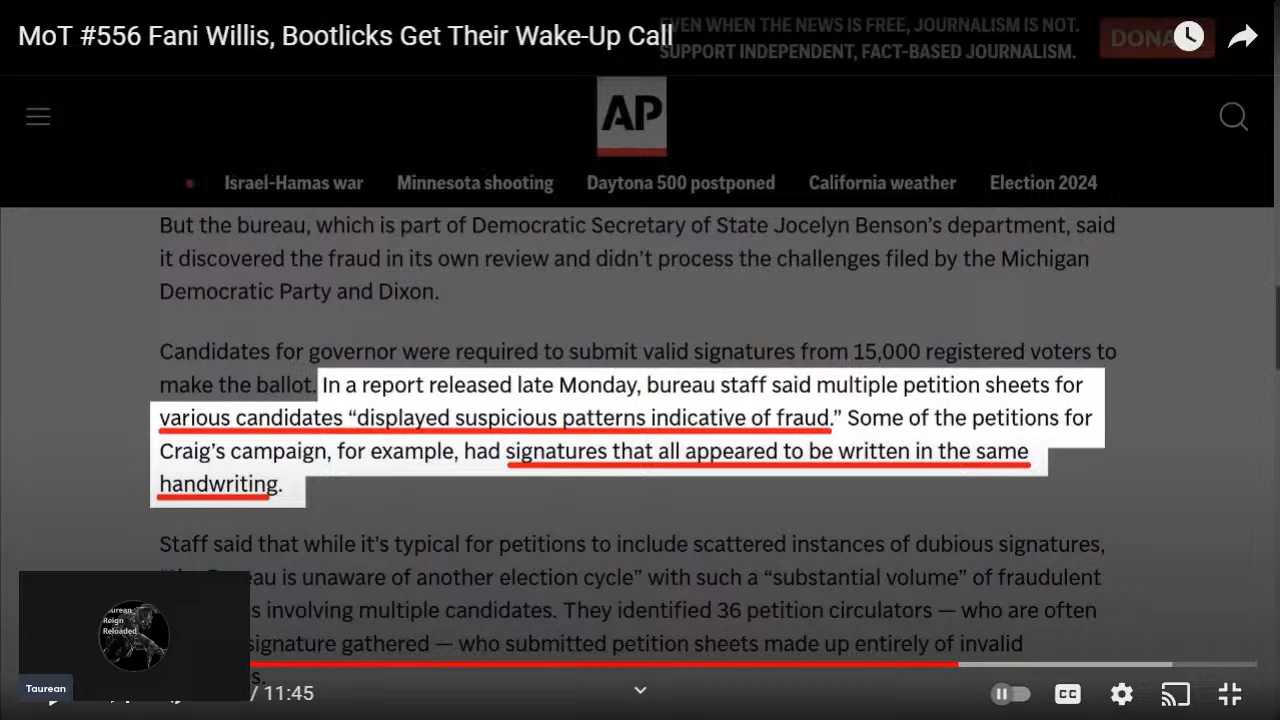 MoT #556 Fani Willis, Bootlicks Get Their Wake-Up Call
EVEN WHEN THE NEWS IS FREE, JOURNALISM IS NOT.
SUPPORT INDEPENDENT, FACT-BASED JOURNALISM.
AP
Israel-Hamas war Minnesota shooting Daytona 500 postponed California weather Election 2024
But the bureau, which is part of Democratic Secretary of State Jocelyn Benson's department, said
it discovered the fraud in its own review and didn't process the challenges filed by the Michigan
Democratic Party and Dixon.
Candidates for governor were required to submit valid signatures from 15,000 registered voters to
make the ballot. In a report released late Monday, bureau staff said multiple petition sheets for
various candidates “displayed suspicious patterns indicative of fraud.” Some of the petitions for
Craig's campaign, for example, had signatures that all appeared to be written in the same
handwriting.
Staff said that while it's typical for petitions to include scattered instances of dubious signatures,
is unaware of another election cycle” with such a “substantial volume” of fraudulent
involving multiple candidates. They identified 36 petition circulators — who are often
signature gathered — who submitted petition sheets made up entirely of invalid
Reign
Reloaded
Taurean
/ 11:45
CC